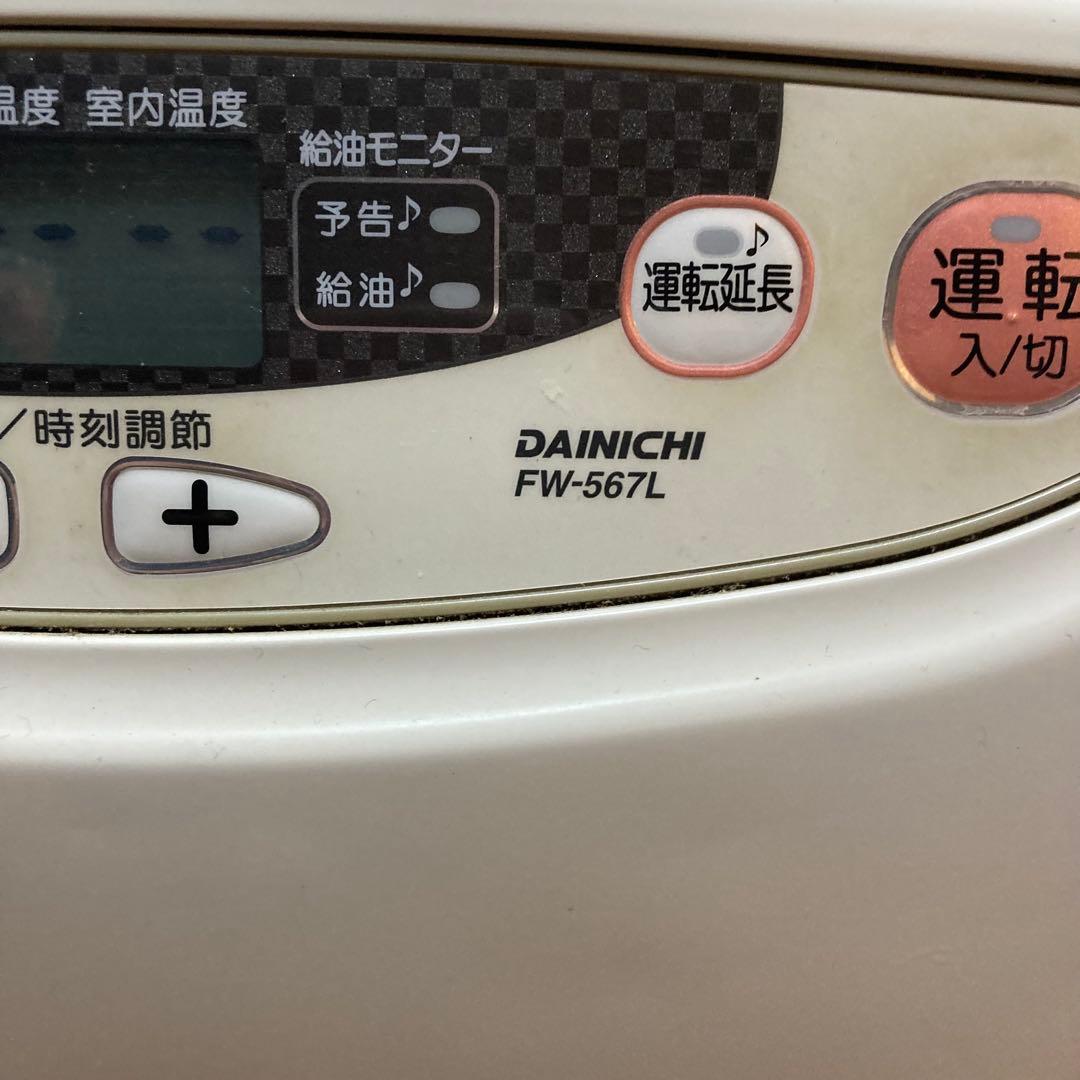 温度 室内温度
給油モニター
予告♪
給油♪
運転延長♪
運転
入/切
/時刻調節
+
DAINICHI
FW-567L